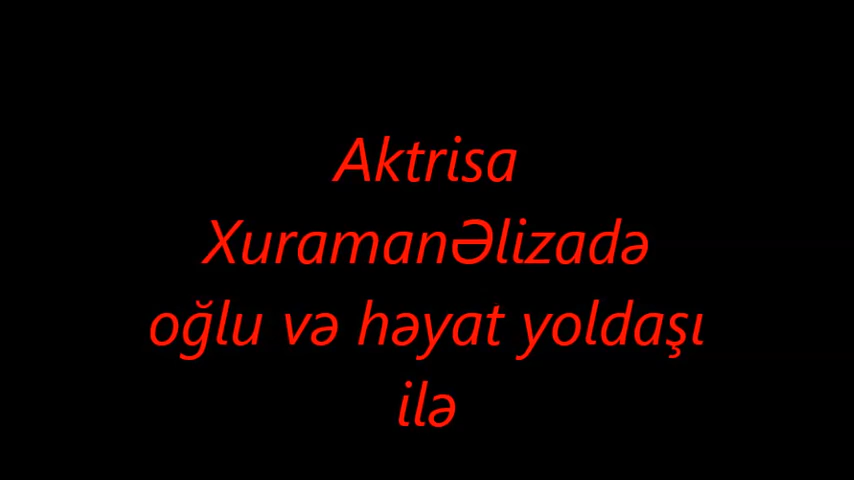 Aktrisa
XuramanƏlizadə
oğlu və həyat yoldaşı
ilə